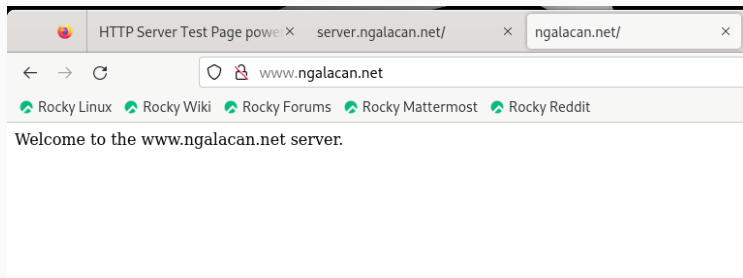 HTTP Server Test Page powe
server.ngalacan.net/
ngalacan.net/
www.ngalacan.net
Rocky Linux Rocky Wiki Rocky Forums Rocky Mattermost Rocky Reddit
Welcome to the www.ngalacan.net server.